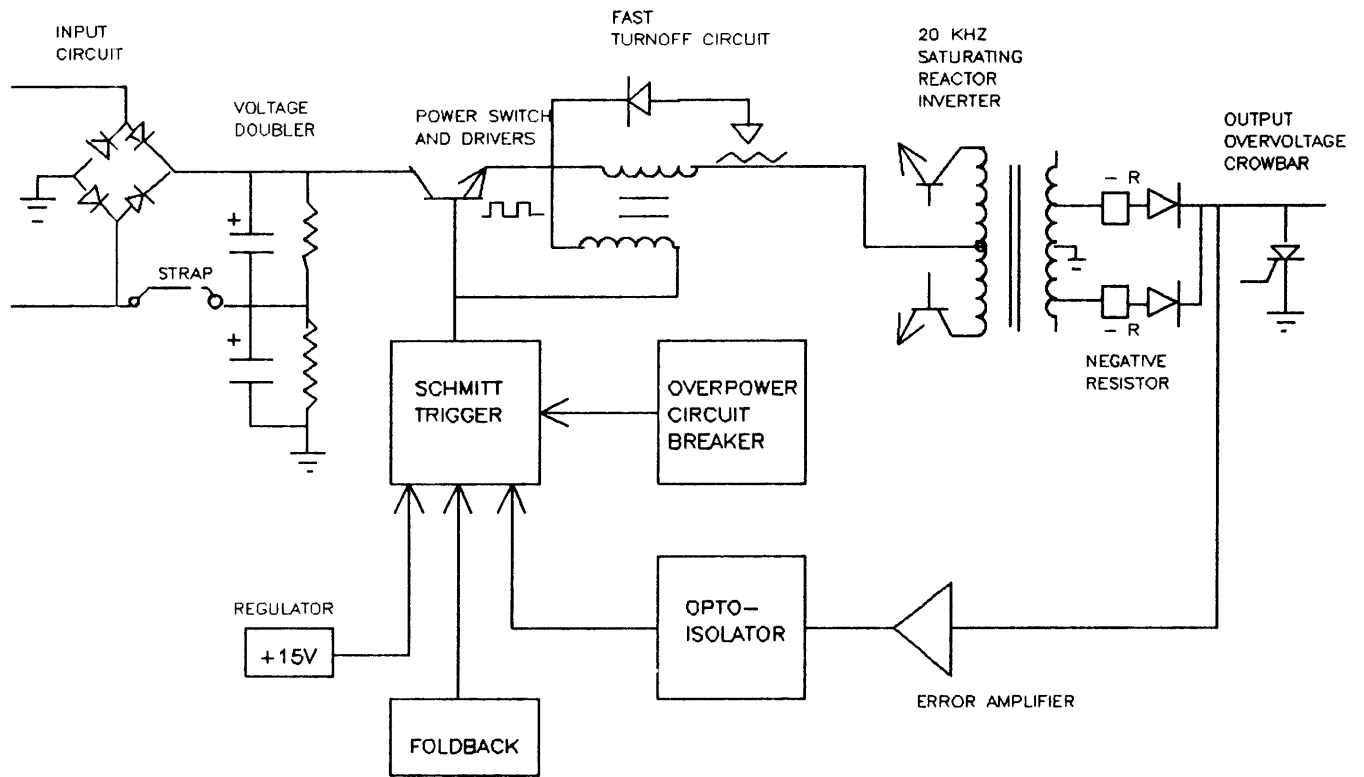 INPUT
CIRCUIT
VOLTAGE
DOUBLER
POWER SWITCH
AND DRIVERS
FAST
TURNOFF CIRCUIT
20 KHZ
SATURATING
REACTOR
INVERTER
OUTPUT
OVERVOLTAGE
CROWBAR
+
STRAP
+
– R
– R
NEGATIVE
RESISTOR
SCHMITT
TRIGGER
OVERPOWER
CIRCUIT
BREAKER
REGULATOR
+15V
FOLDBACK
OPTO–
ISOLATOR
ERROR AMPLIFIER